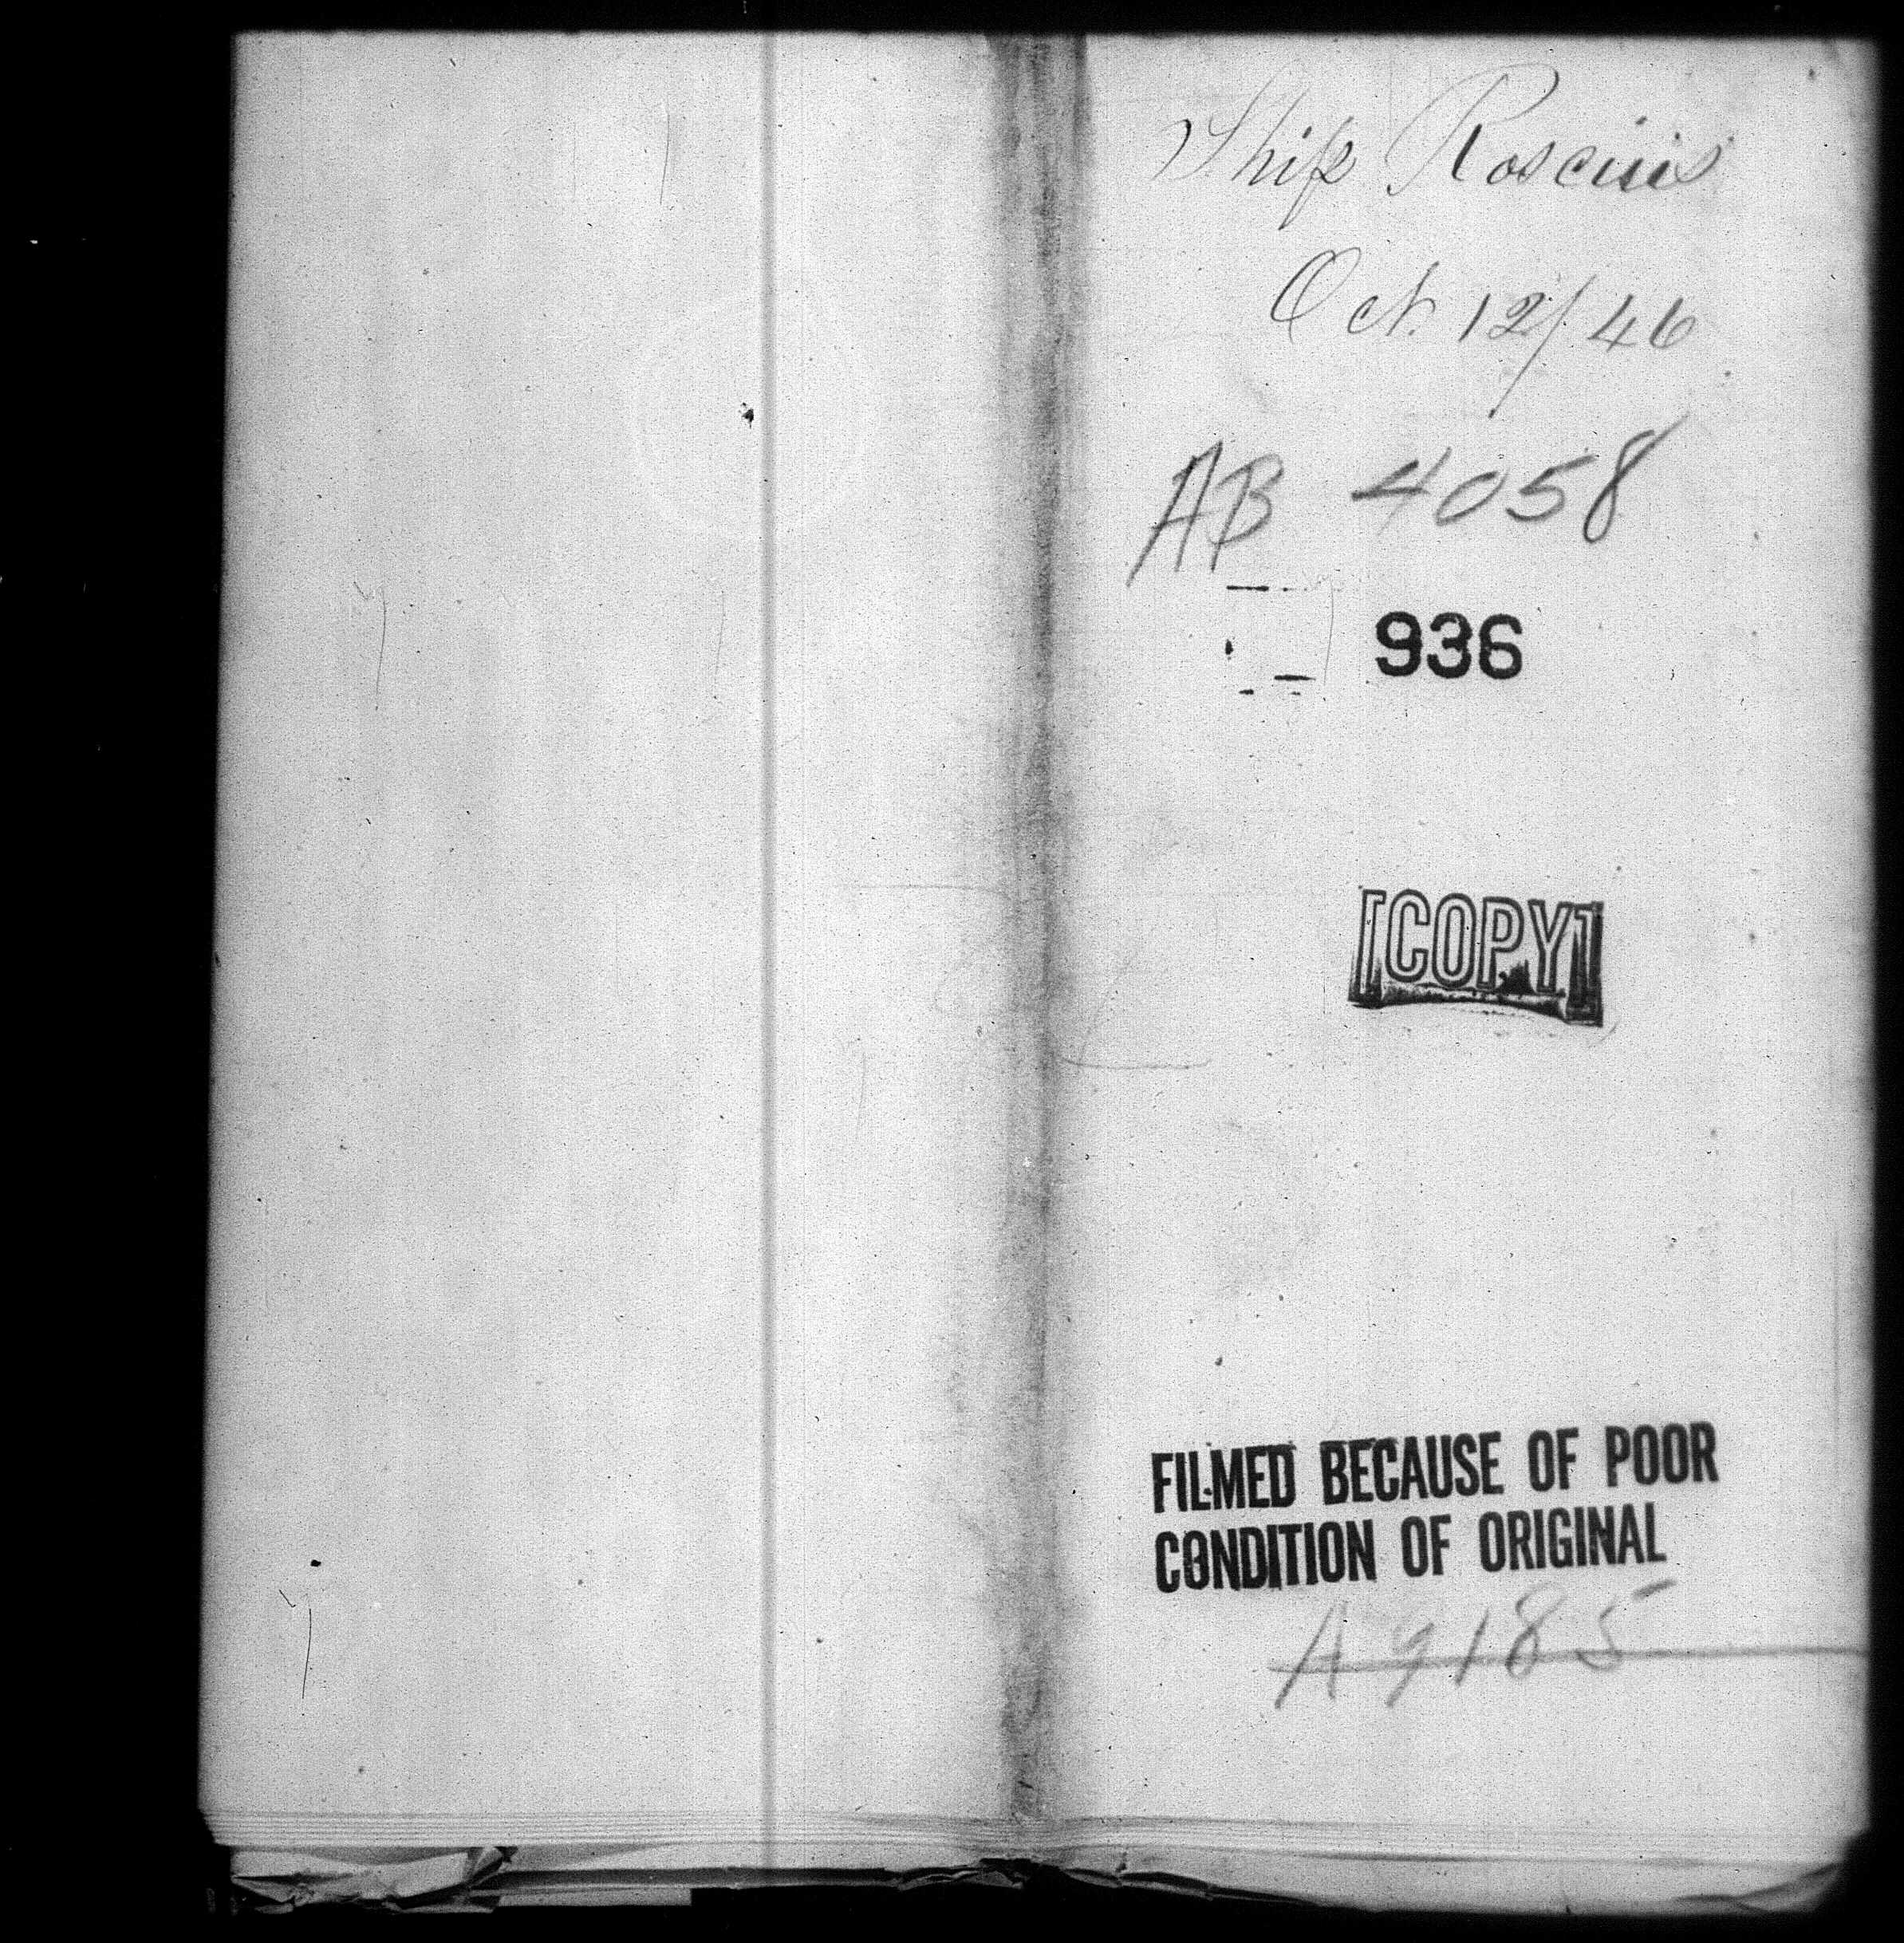 Ship Roscius
Oct. 12/46
AB 4058
936
[COPY]
FILMED BECAUSE OF POOR
CONDITION OF ORIGINAL
A9185